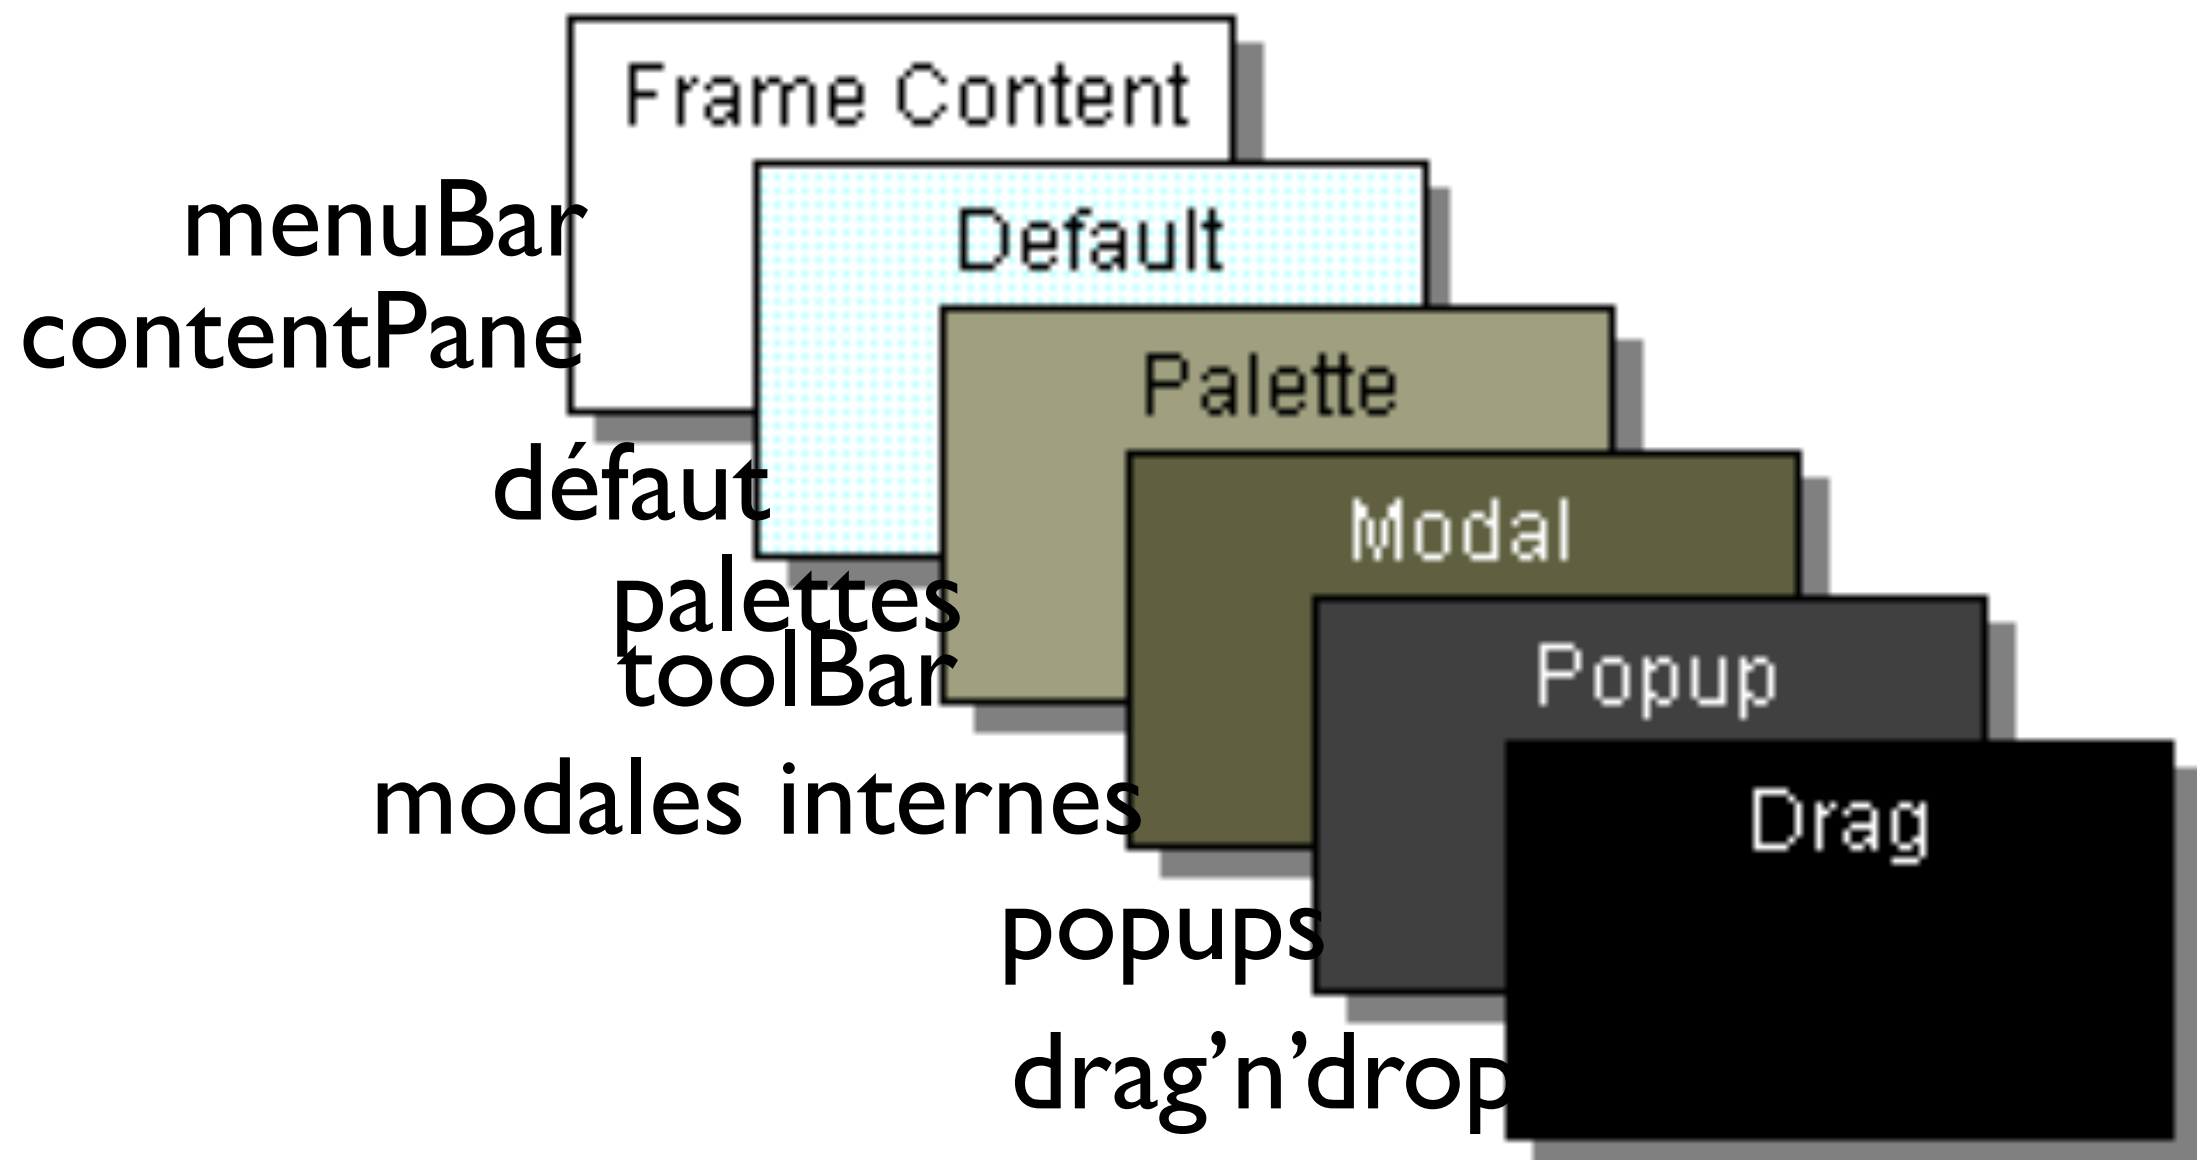 Frame Content
menuBar
Default
contentPane
Palette
défaut
Modal
palettes
toolBar
Popup
modales internes
Drag
popups
drag’n’drop